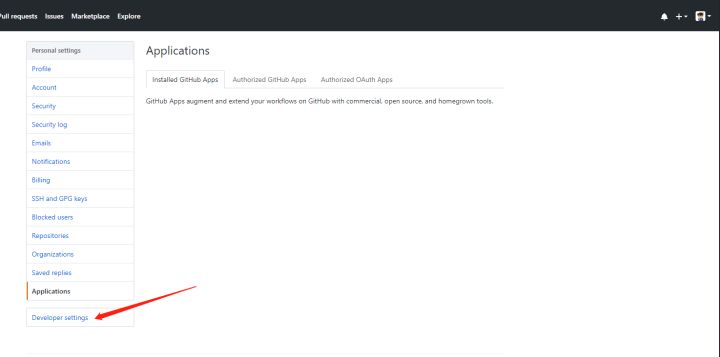 Pull requests Issues Marketplace Explore
Personal settings
Profile
Account
Security
Security log
Emails
Notifications
Billing
SSH and GPG keys
Blocked users
Repositories
Organizations
Saved replies
Applications
Developer settings
Applications
Installed GitHub Apps Authorized GitHub Apps Authorized OAuth Apps
GitHub Apps augment and extend your workflows on GitHub with commercial, open source, and homegrown tools.